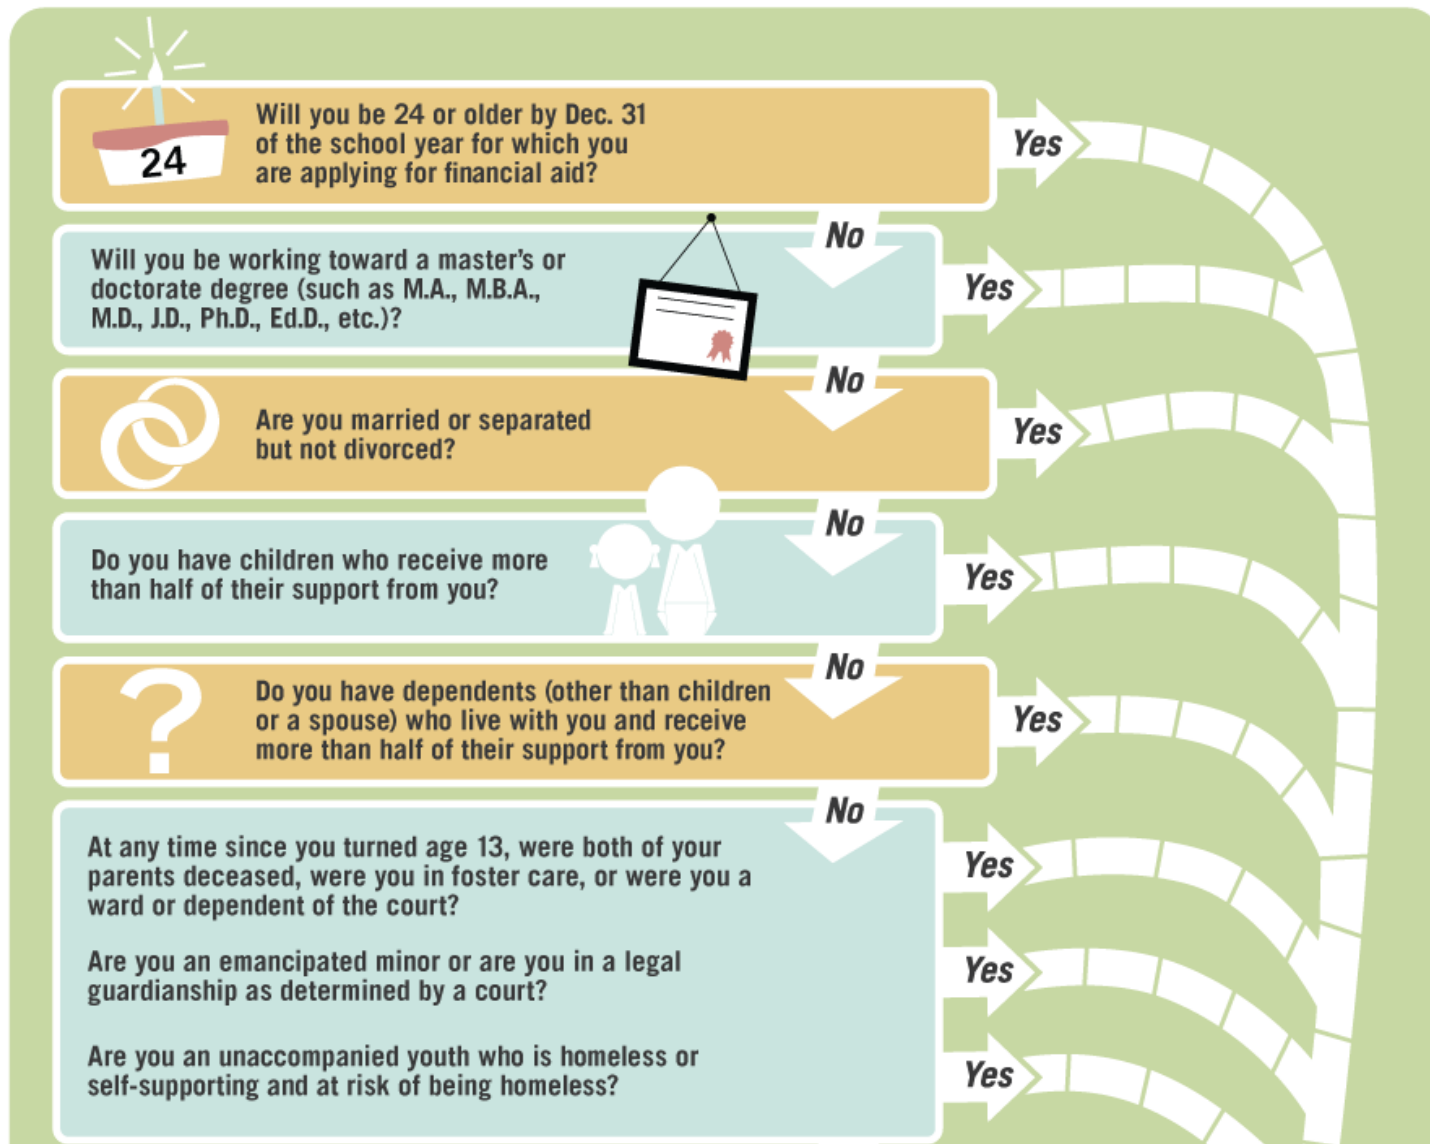 24
Will you be 24 or older by Dec. 31
of the school year for which you
are applying for financial aid?
Yes
No
Will you be working toward a master's or
doctorate degree (such as M.A., M.B.A.,
M.D., J.D., Ph.D., Ed.D., etc.)?
Yes
No
Are you married or separated
but not divorced?
Yes
No
Do you have children who receive more
than half of their support from you?
Yes
No
Do you have dependents (other than children
or a spouse) who live with you and receive
more than half of their support from you?
Yes
No
At any time since you turned age 13, were both of your
parents deceased, were you in foster care, or were you a
ward or dependent of the court?
Yes
Are you an emancipated minor or are you in a legal
guardianship as determined by a court?
Yes
Are you an unaccompanied youth who is homeless or
self-supporting and at risk of being homeless?
Yes